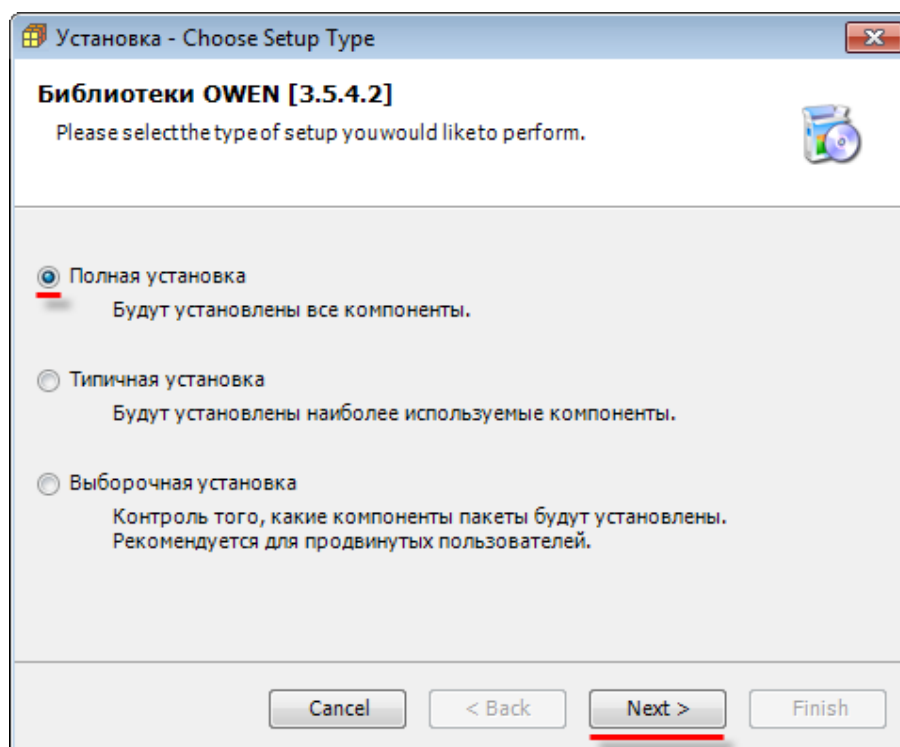 Установка - Choose Setup Type
Библиотеки OWEN [3.5.4.2]
Please select the type of setup you would like to perform.
Полная установка
Будут установлены все компоненты.
Типичная установка
Будут установлены наиболее используемые компоненты.
Выборочная установка
Контроль того, какие компоненты пакеты будут установлены.
Рекомендуется для продвинутых пользователей.
Cancel < Back Next > Finish